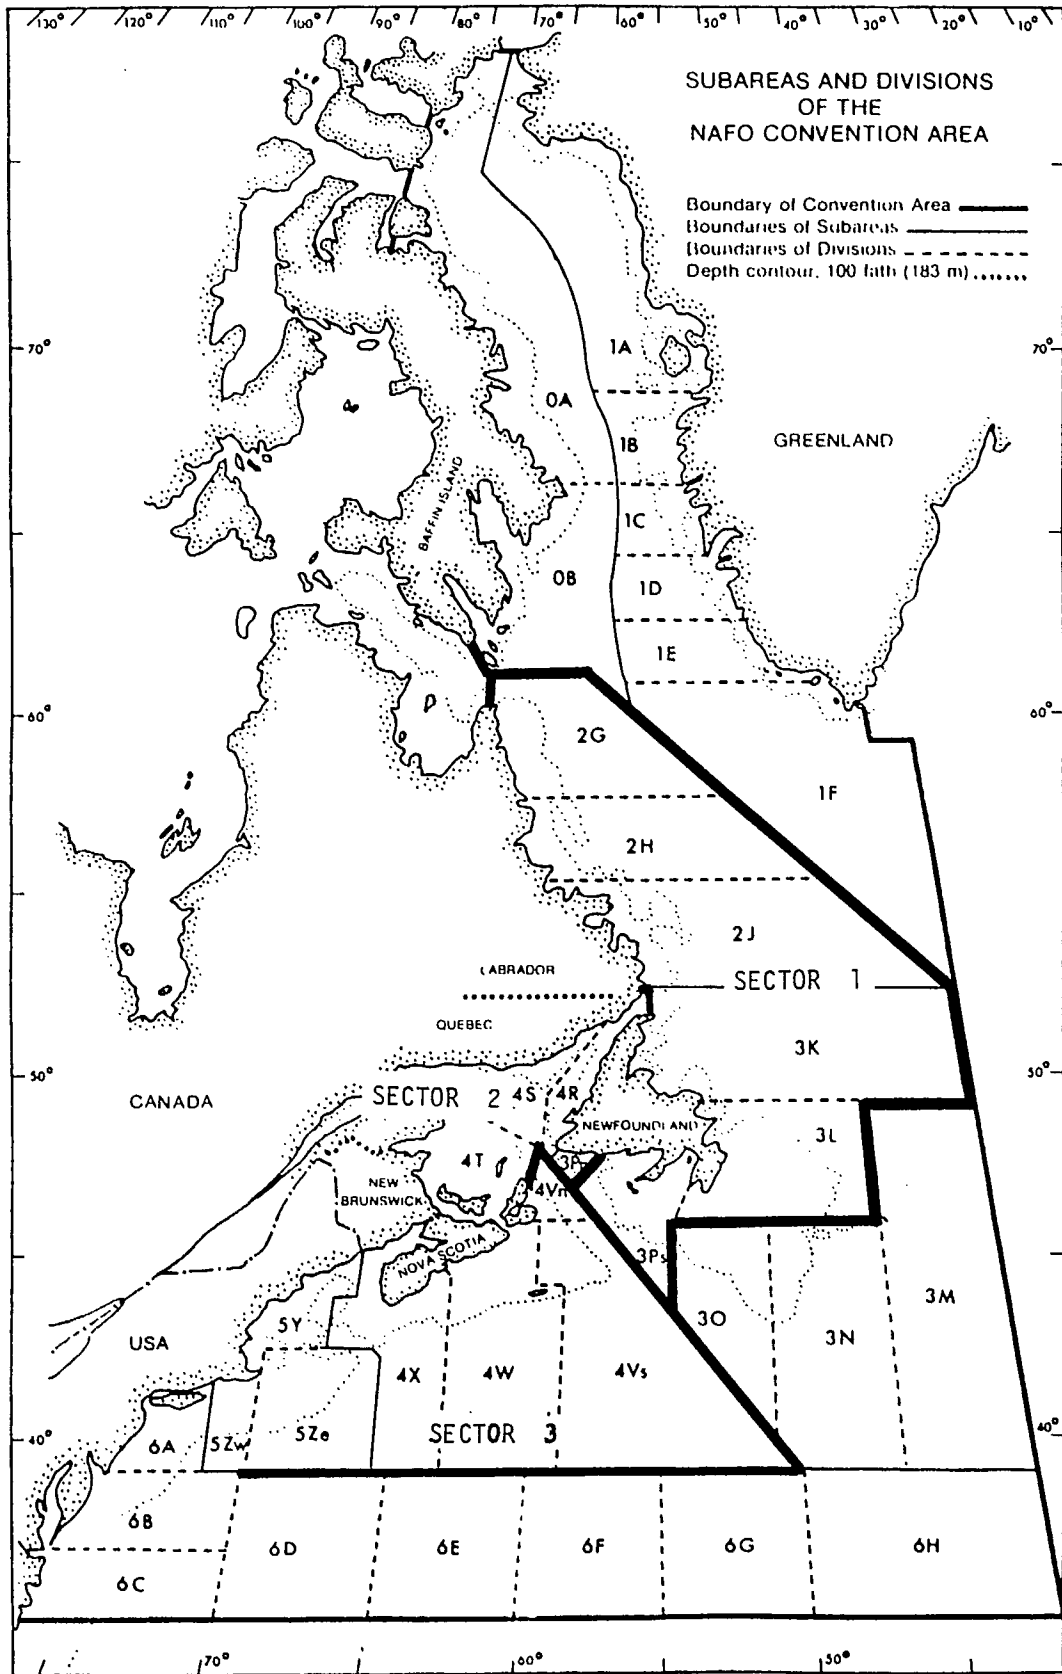 130° 120° 100° 90° 80° 70° 60° 50° 40° 30° 20° 10°
SUBAREAS AND DIVISIONS
OF THE
NAFO CONVENTION AREA
Boundary of Convention Area
Boundaries of Subareas
Boundaries of Divisions
Depth contour, 100 fath (183 m)
70° 70°
1A
0A
1B
GREENLAND
BAFFIN ISLAND
1C
0B
1D
1E
60° 60°
2G
1F
2H
2J
LABRADOR
SECTOR 1
QUEBEC
3K
50° 50°
CANADA
SECTOR 2 4S 4R
NEWFOUNDLAND
3L
4T
NEW
BRUNSWICK
4Vn
NOVA SCOTIA
3Ps
3M
3O
3N
5Y
USA
4X 4W 4Vs
40° 40°
6A 5Zw 5Ze
SECTOR 3
6B
6D 6E 6F 6G 6H
6C
70° 60° 50°